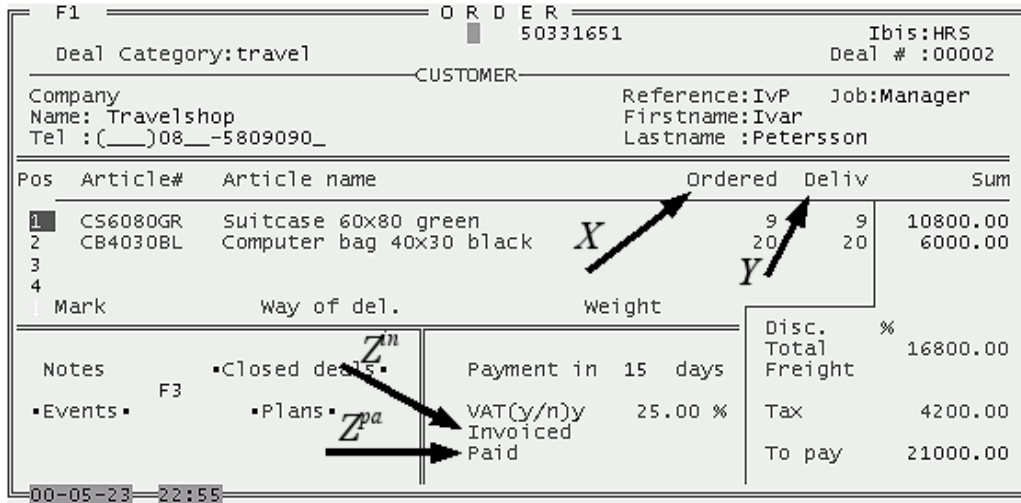 F1 O R D E R
50331651 Ibis:HRS
Deal Category:travel Deal # :00002
CUSTOMER
Company Reference:IvP Job:Manager
Name: Travelshop Firstname:Ivar
Tel :(___)08__-5809090_ Lastname :Petersson
Pos Article# Article name Ordered Deliv Sum
1 CS6080GR Suitcase 60x80 green 9 9 10800.00
2 CB4030BL Computer bag 40x30 black 20 20 6000.00
X
Y
3
4
Mark Way of del. Weight
Disc. %
Total 16800.00
Z^in
Notes •Closed deals• Payment in 15 days Freight
F3
•Events• •Plans• VAT(y/n)y 25.00 % Tax 4200.00
Z^pa
Invoiced
Paid To pay 21000.00
00-05-23 22:55